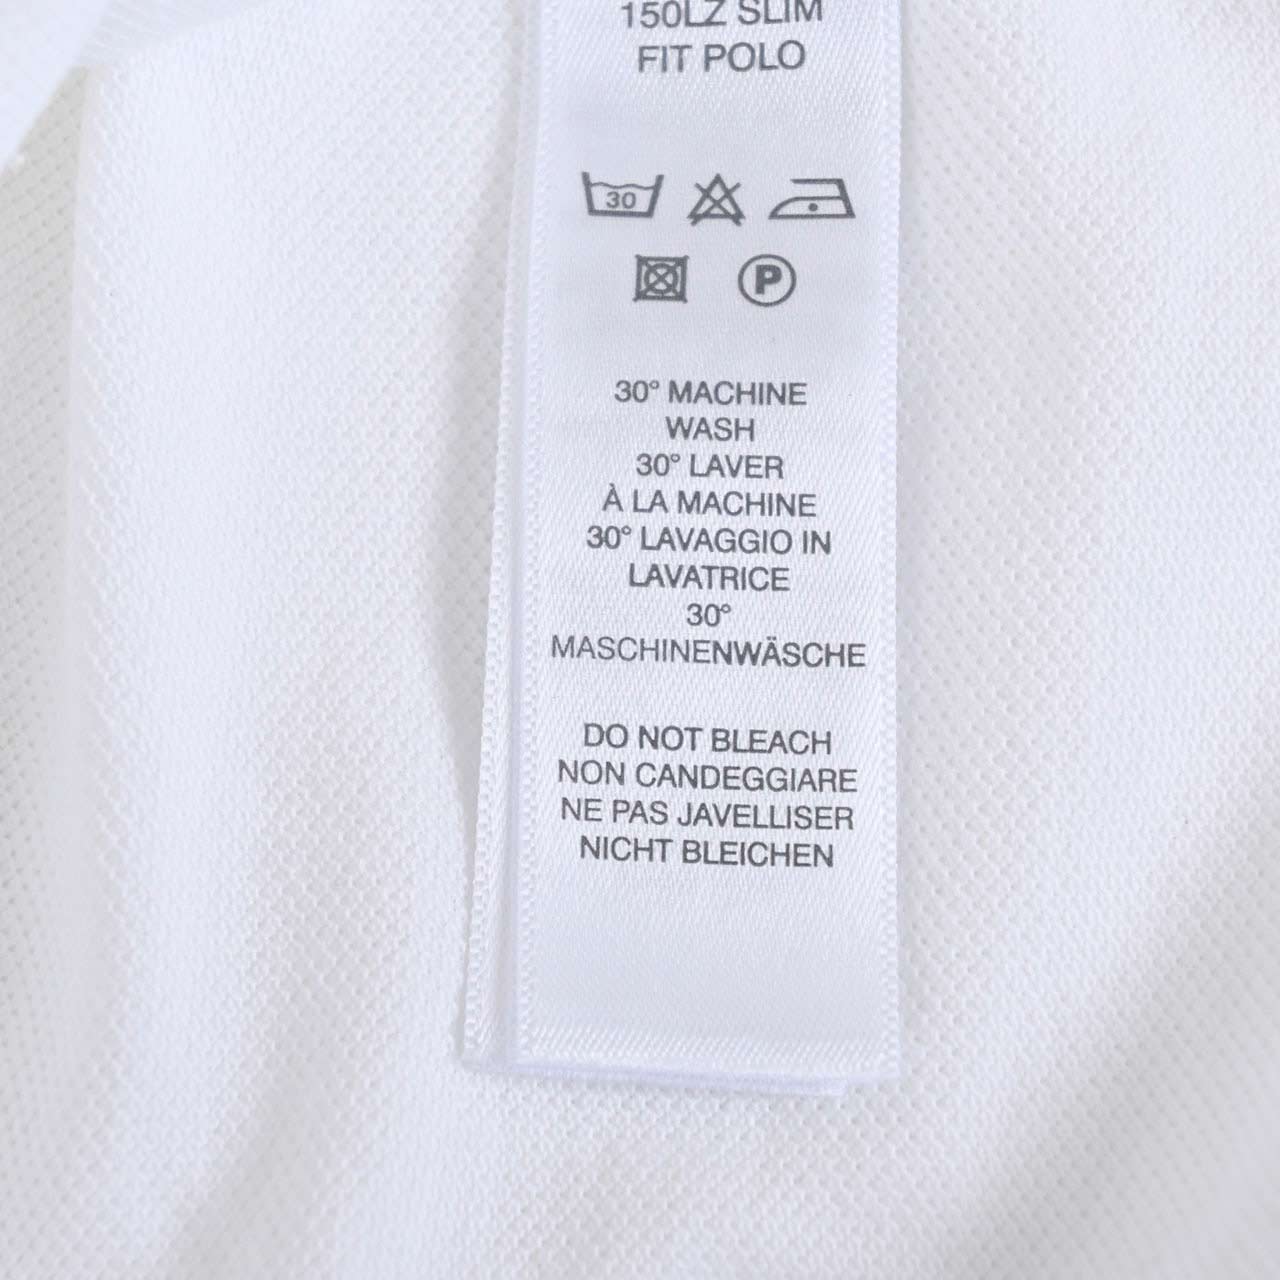 150LZ SLIM
FIT POLO
30
P
30° MACHINE
WASH
30° LAVER
À LA MACHINE
30° LAVAGGIO IN
LAVATRICE
30°
MASCHINENWÄSCHE
DO NOT BLEACH
NON CANDEGGIARE
NE PAS JAVELLISER
NICHT BLEICHEN